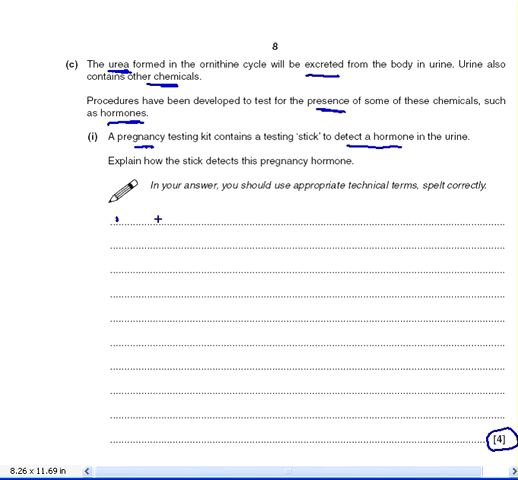 8
(c) The urea formed in the ornithine cycle will be excreted from the body in urine. Urine also
contains other chemicals.
Procedures have been developed to test for the presence of some of these chemicals, such
as hormones.
(i) A pregnancy testing kit contains a testing 'stick' to detect a hormone in the urine.
Explain how the stick detects this pregnancy hormone.
In your answer, you should use appropriate technical terms, spelt correctly.
[4]
8.26 x 11.69 in